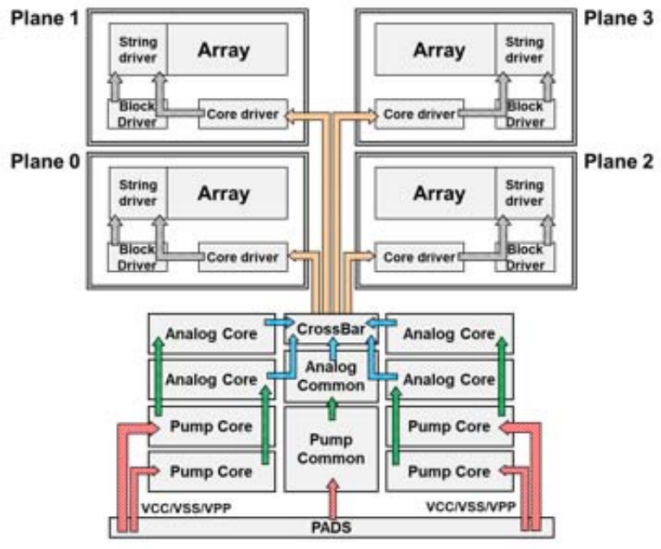 Plane 1
Plane 3
String
driver
Array
Array
String
driver
Block
Driver
Core driver
Core driver
Block
Driver
Plane 0
Plane 2
String
driver
Array
Array
String
driver
Block
Driver
Core driver
Core driver
Block
Driver
Analog Core
CrossBar
Analog Core
Analog Core
Analog
Common
Analog Core
Pump Core
Pump
Common
Pump Core
Pump Core
Pump Core
VCC/VSS/VPP
VCC/VSS/VPP
PADS